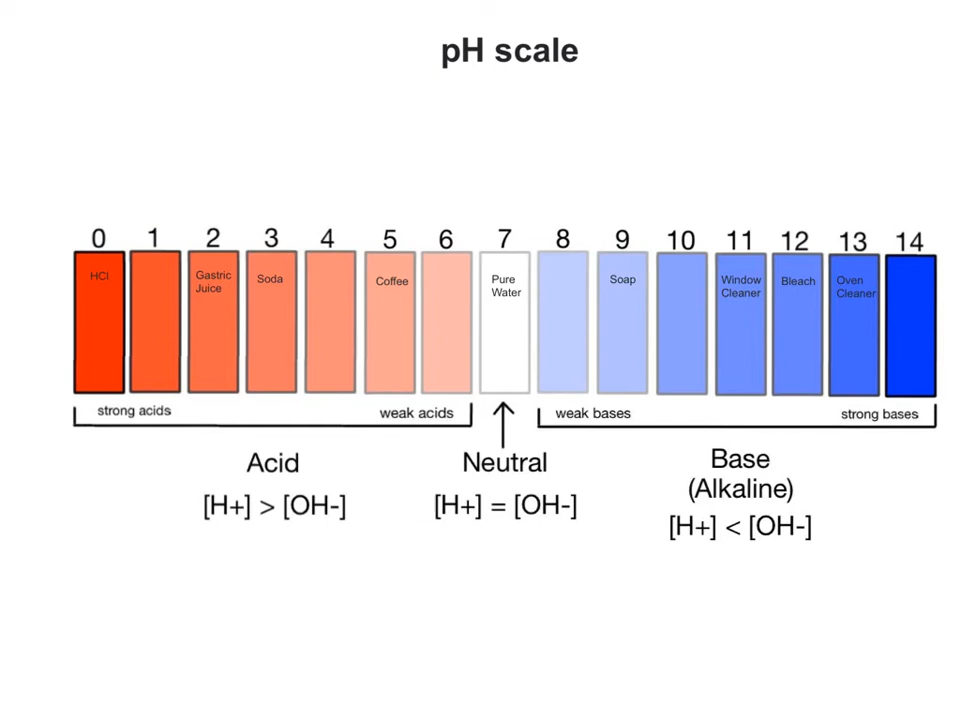 pH scale
0 1 2 3 4 5 6 7 8 9 10 11 12 13 14
HCl
Gastric
Juice
Soda
Coffee
Pure
Water
Soap
Window
Cleaner
Bleach
Oven
Cleaner
strong acids
weak acids
weak bases
strong bases
Acid
[H+] > [OH-]
Neutral
[H+] = [OH-]
Base
(Alkaline)
[H+] < [OH-]